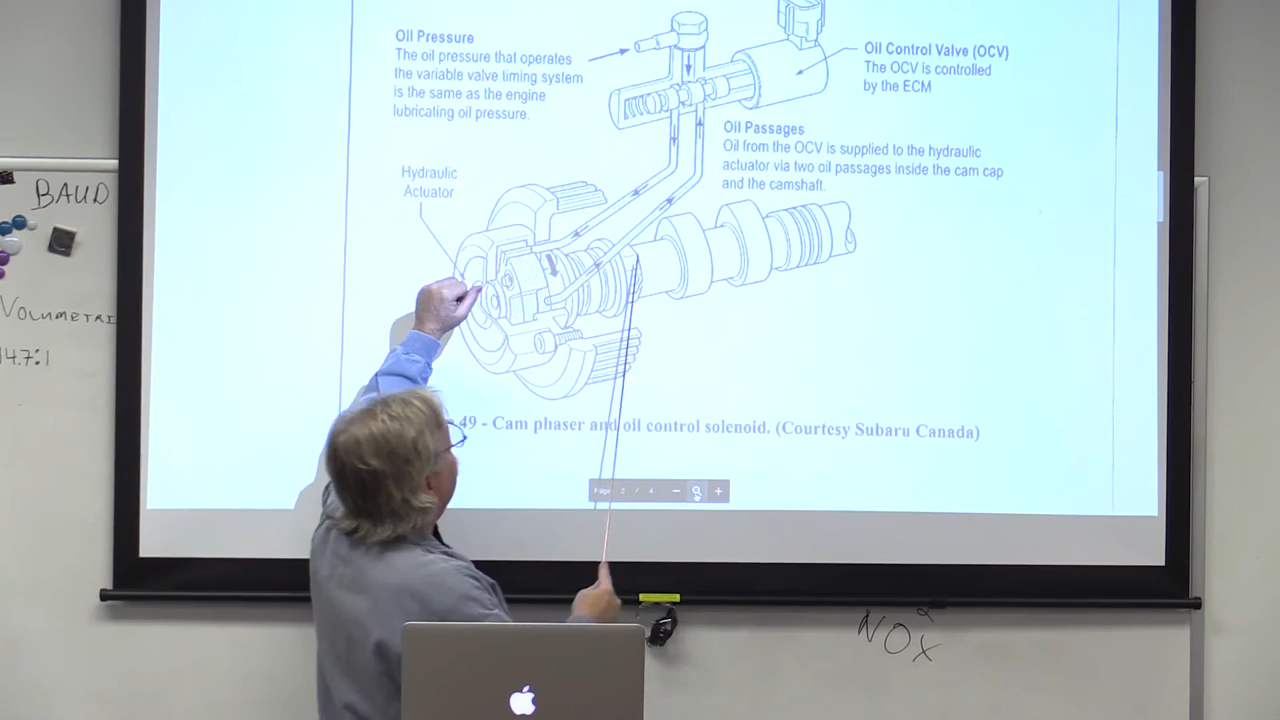 Oil Pressure
The oil pressure that operates
the variable valve timing system
is the same as the engine
lubricating oil pressure.
Oil Control Valve (OCV)
The OCV is controlled
by the ECM
Oil Passages
Oil from the OCV is supplied to the hydraulic
actuator via two oil passages inside the cam cap
and the camshaft.
Hydraulic
Actuator
49 - Cam phaser and oil control solenoid. (Courtesy Subaru Canada)
Page 2 / 4 − +
BAUD
VOLUMETRI
14.7:1
NOx